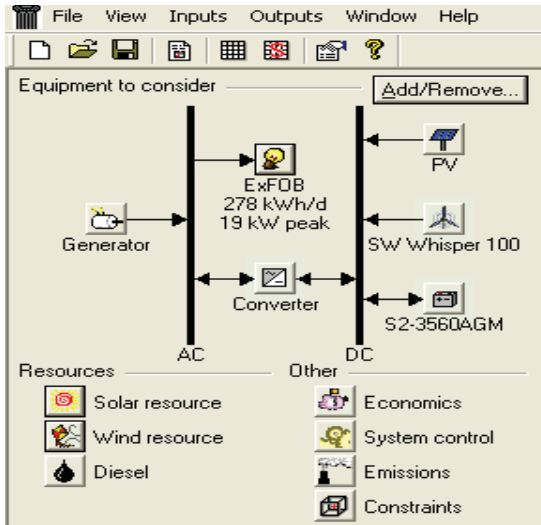 File View Inputs Outputs Window Help
Equipment to consider
Add/Remove...
PV
ExFOB
278 kWh/d
19 kW peak
Generator
SW Whisper 100
Converter
S2-3560AGM
AC
DC
Resources
Other
Solar resource
Economics
Wind resource
System control
Diesel
Emissions
Constraints